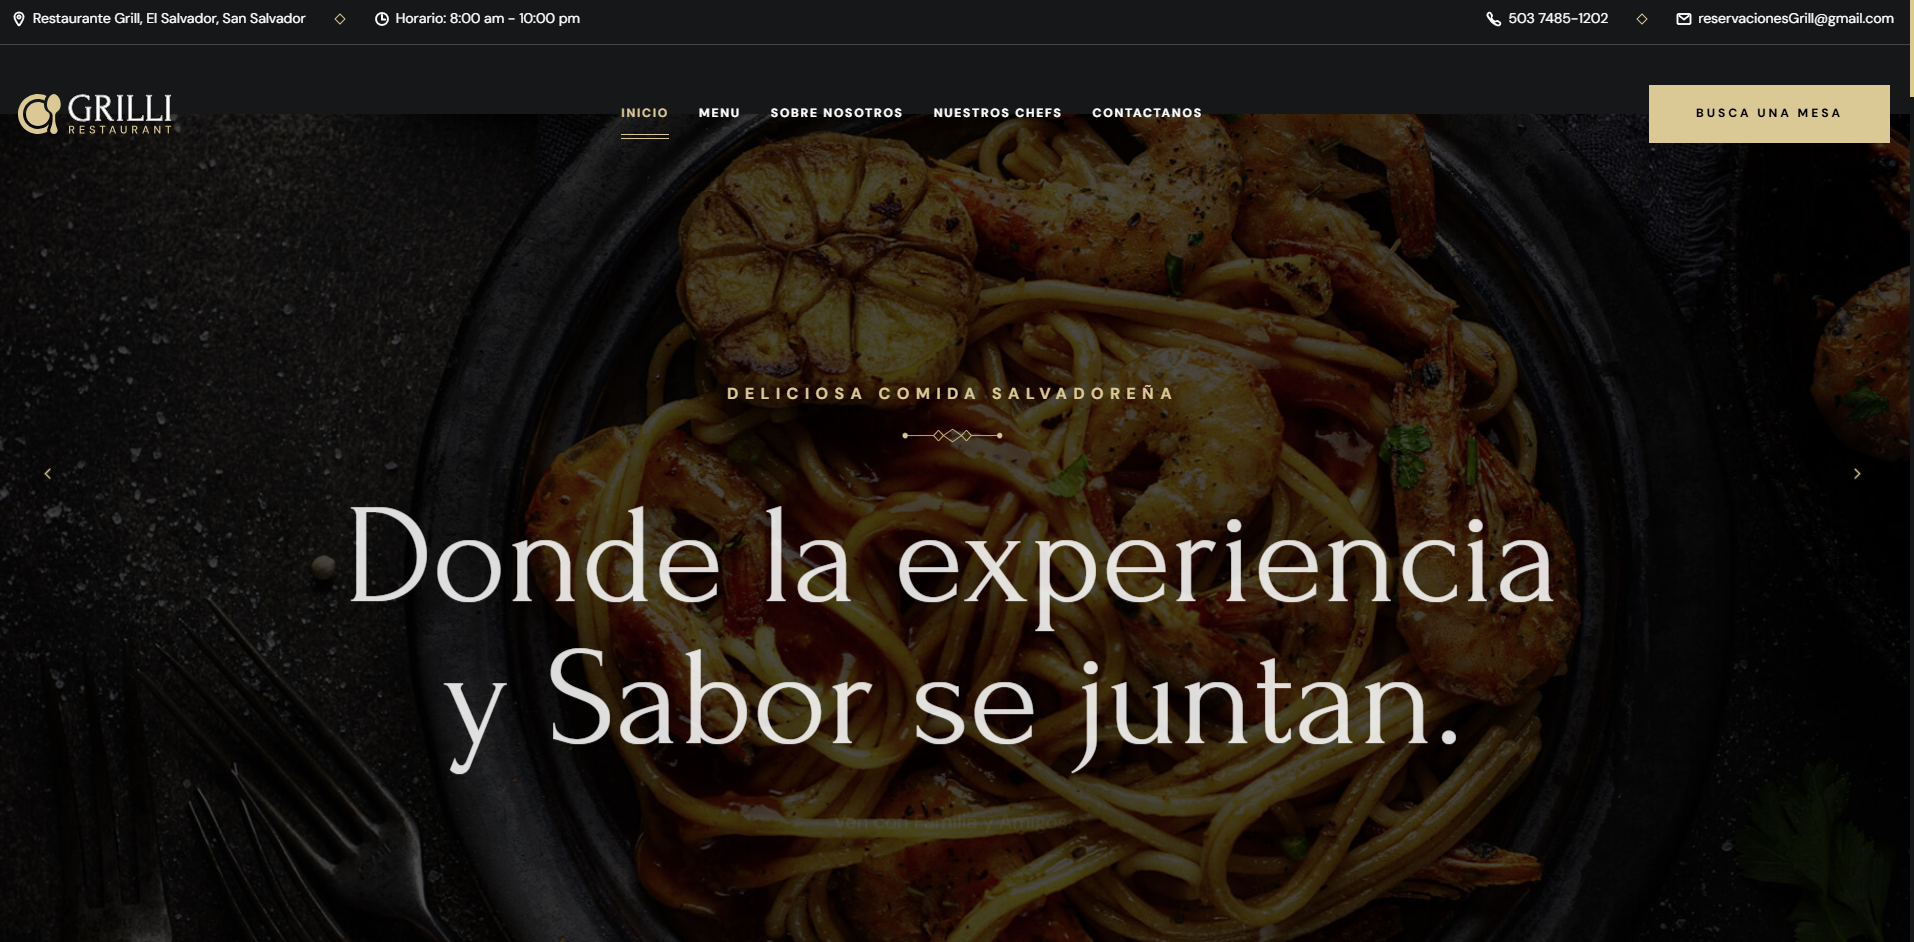 Restaurante Grill, El Salvador, San Salvador
Horario: 8:00 am - 10:00 pm
503 7485-1202
reservacionesGrill@gmail.com
GRILLI
RESTAURANT
INICIO
MENU
SOBRE NOSOTROS
NUESTROS CHEFS
CONTACTANOS
BUSCA UNA MESA
DELICIOSA COMIDA SALVADOREÑA
Donde la experiencia
y Sabor se juntan.
Ven con Familia y Amigos